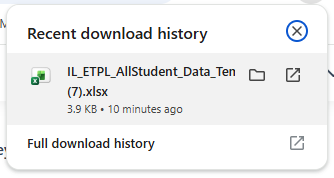 Recent download history
IL_ETPL_AllStudent_Data_Ten
(7).xlsx
3.9 KB • 10 minutes ago
Full download history